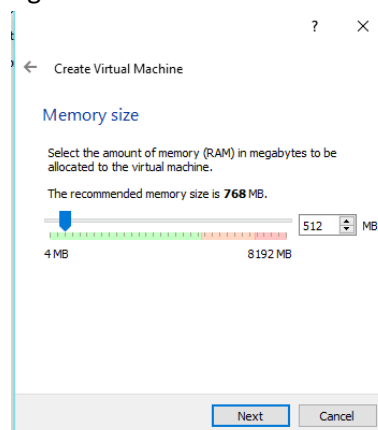 ?
← Create Virtual Machine
Memory size
Select the amount of memory (RAM) in megabytes to be
allocated to the virtual machine.
The recommended memory size is 768 MB.
512 MB
4 MB 8192 MB
Next Cancel